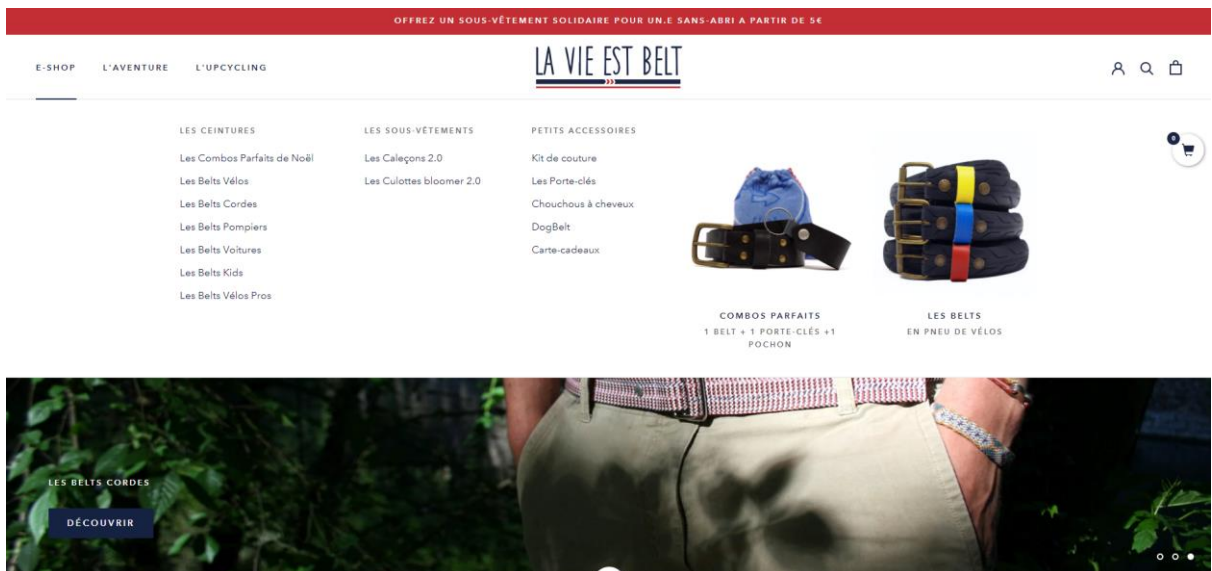 OFFREZ UN SOUS-VÊTEMENT SOLIDAIRE POUR UN.E SANS-ABRI A PARTIR DE 5€
E-SHOP L'AVENTURE L'UPCYCLING
LA VIE EST BELT
LES CEINTURES
Les Combos Parfaits de Noël
Les Belts Vélos
Les Belts Cordes
Les Belts Pompiers
Les Belts Voitures
Les Belts Kids
Les Belts Vélos Pros
LES SOUS-VÊTEMENTS
Les Caleçons 2.0
Les Culottes bloomer 2.0
PETITS ACCESSOIRES
Kit de couture
Les Porte-clés
Chouchous à cheveux
DogBelt
Carte-cadeaux
COMBOS PARFAITS
1 BELT + 1 PORTE-CLÉS +1
POCHON
LES BELTS
EN PNEU DE VÉLOS
0
LES BELTS CORDES
DÉCOUVRIR